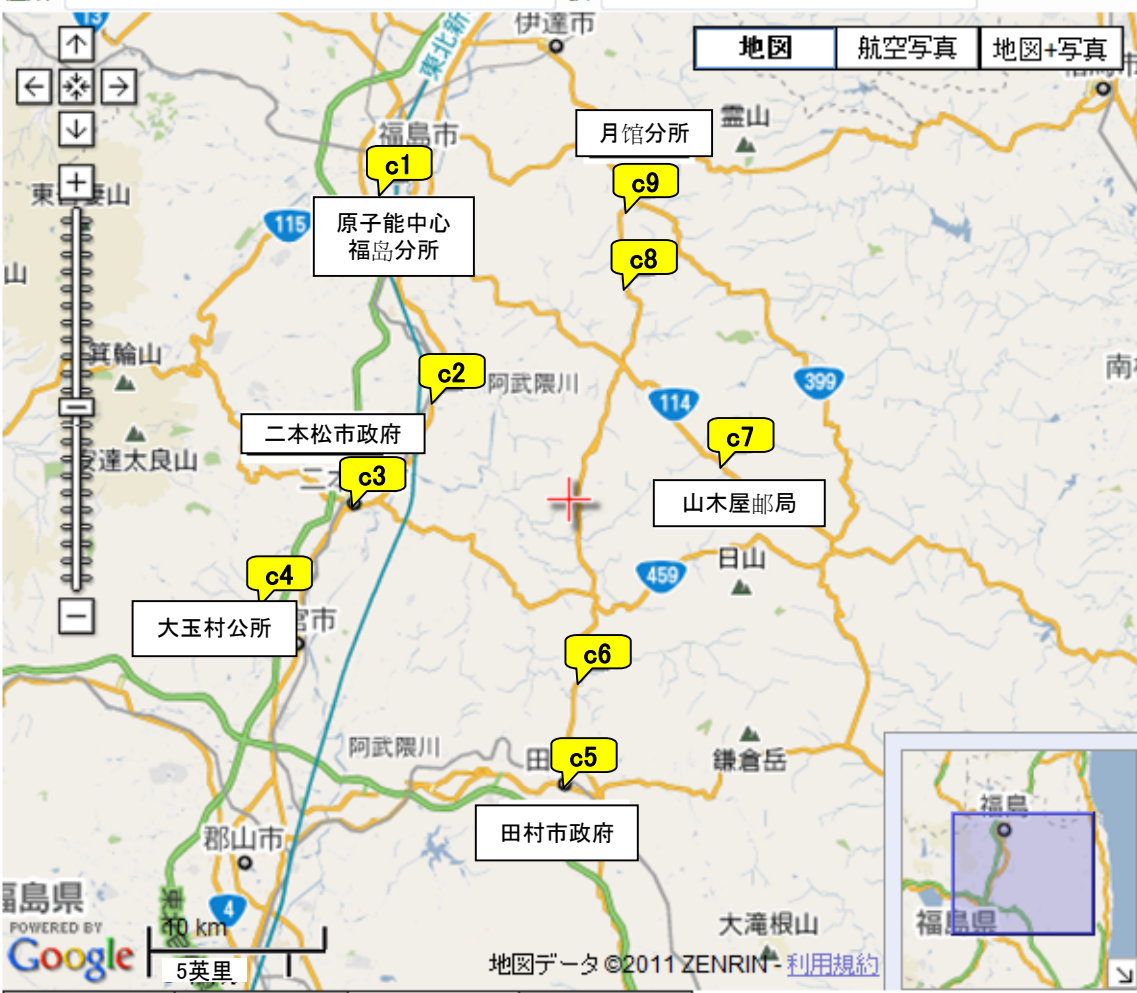 13
伊達市
東北新
地図
航空写真
地図+写真
福島市
月馆分所
霊山
c1
c9
東吾妻山
115
原子能中心
福岛分所
c8
山
箕輪山
c2
阿武隈川
399
南相
114
二本松市政府
c7
安達太良山
c3
山木屋邮局
日山
459
c4
大玉村公所
宮市
c6
阿武隈川
田
c5
鎌倉岳
福島
田村市政府
郡山市
福島県
4
福島県
POWERED BY
Google
10 km
5英里
大滝根山
地図データ ©2011 ZENRIN - 利用規約